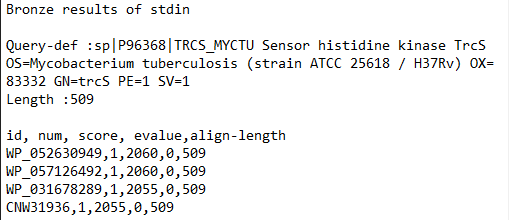 Bronze results of stdin
Query-def :sp|P96368|TRCS_MYCTU Sensor histidine kinase TrcS
OS=Mycobacterium tuberculosis (strain ATCC 25618 / H37Rv) OX=
83332 GN=trcS PE=1 SV=1
Length :509
id, num, score, evalue,align-length
WP_052630949,1,2060,0,509
WP_057126492,1,2060,0,509
WP_031678289,1,2055,0,509
CNW31936,1,2055,0,509